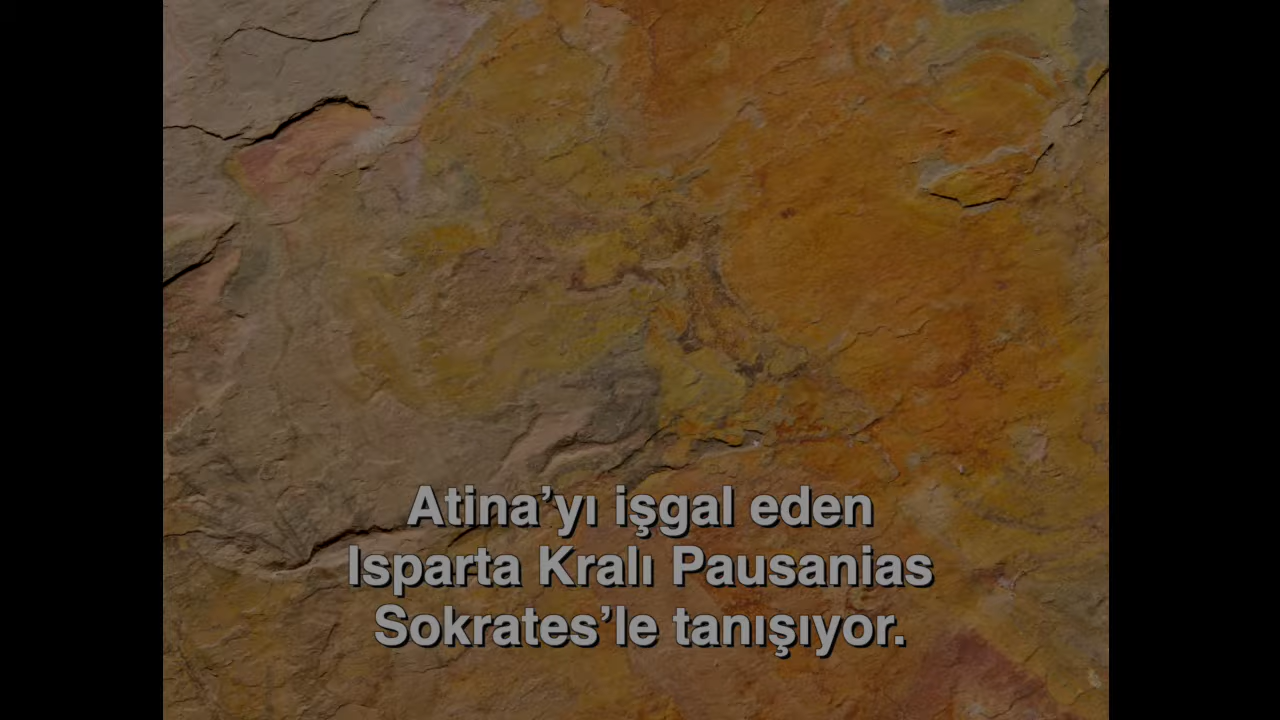 Atina’yı işgal eden
Isparta Kralı Pausanias
Sokrates’le tanışıyor.